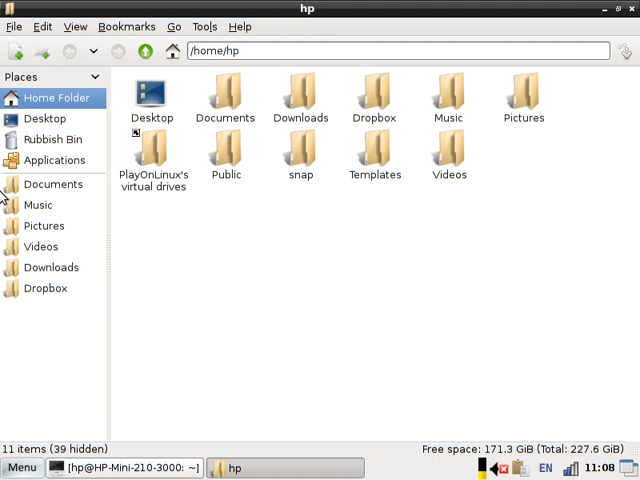 hp
File Edit View Bookmarks Go Tools Help
/home/hp
Places
Home Folder
Desktop
Rubbish Bin
Applications
Documents
Music
Pictures
Videos
Downloads
Dropbox
Desktop Documents Downloads Dropbox Music Pictures
PlayOnLinux's Public snap Templates Videos
virtual drives
11 items (39 hidden) Free space: 171.3 GiB (Total: 227.6 GiB)
Menu [hp@HP-Mini-210-3000: ~] hp EN 11:08